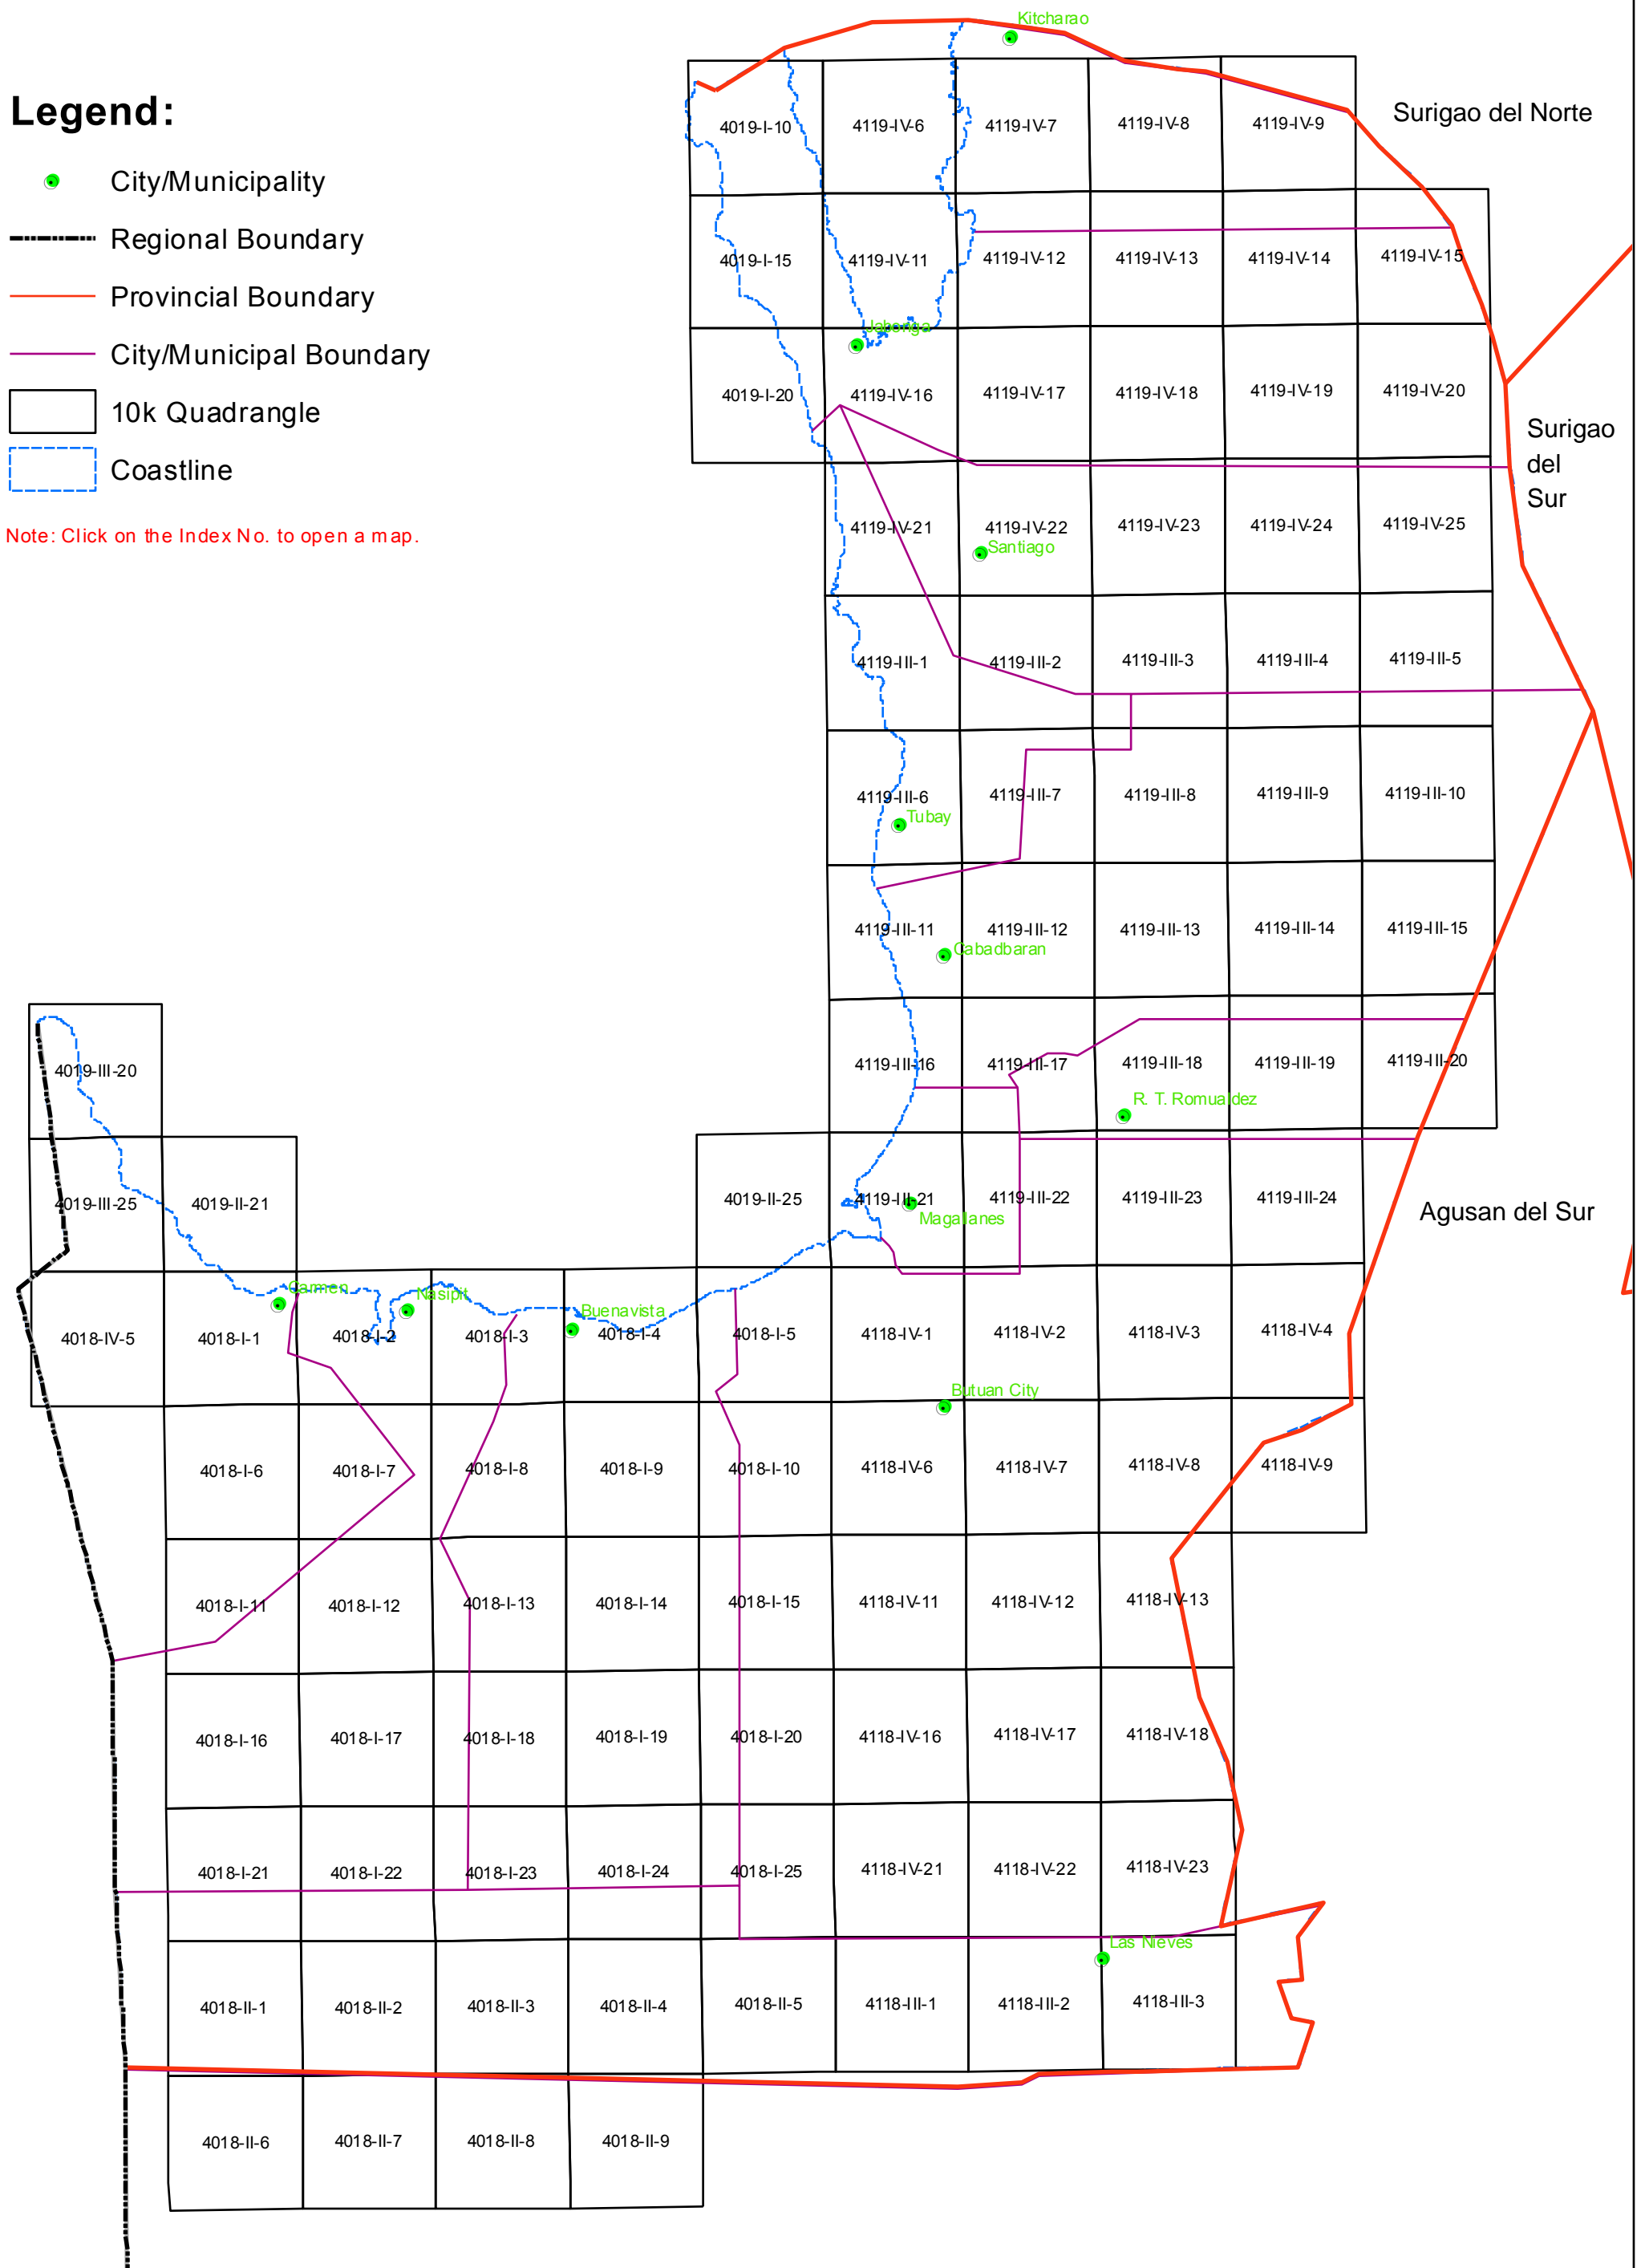 Kitcharao
Legend:
City/Municipality
Regional Boundary
Provincial Boundary
City/Municipal Boundary
10k Quadrangle
Coastline
Note: Click on the Index No. to open a map.
Surigao del Norte
4019-I-10
4119-IV-6
4119-IV-7
4119-IV-8
4119-IV-9
4019-I-15
4119-IV-11
4119-IV-12
4119-IV-13
4119-IV-14
4119-IV-15
Jabonga
4019-I-20
4119-IV-16
4119-IV-17
4119-IV-18
4119-IV-19
4119-IV-20
Surigao
del
Sur
4119-IV-21
4119-IV-22
4119-IV-23
4119-IV-24
4119-IV-25
Santiago
4119-III-1
4119-III-2
4119-III-3
4119-III-4
4119-III-5
4119-III-6
4119-III-7
4119-III-8
4119-III-9
4119-III-10
Tubay
4119-III-11
4119-III-12
4119-III-13
4119-III-14
4119-III-15
Cabadbaran
4019-III-20
4119-III-16
4119-III-17
4119-III-18
4119-III-19
4119-III-20
R. T. Romualdez
4019-III-25
4019-II-21
4019-II-25
4119-III-21
4119-III-22
4119-III-23
4119-III-24
Magallanes
Agusan del Sur
Carmen
Nasipit
Buenavista
4018-IV-5
4018-I-1
4018-I-2
4018-I-3
4018-I-4
4018-I-5
4118-IV-1
4118-IV-2
4118-IV-3
4118-IV-4
Butuan City
4018-I-6
4018-I-7
4018-I-8
4018-I-9
4018-I-10
4118-IV-6
4118-IV-7
4118-IV-8
4118-IV-9
4018-I-11
4018-I-12
4018-I-13
4018-I-14
4018-I-15
4118-IV-11
4118-IV-12
4118-IV-13
4018-I-16
4018-I-17
4018-I-18
4018-I-19
4018-I-20
4118-IV-16
4118-IV-17
4118-IV-18
4018-I-21
4018-I-22
4018-I-23
4018-I-24
4018-I-25
4118-IV-21
4118-IV-22
4118-IV-23
Las Nieves
4018-II-1
4018-II-2
4018-II-3
4018-II-4
4018-II-5
4118-III-1
4118-III-2
4118-III-3
4018-II-6
4018-II-7
4018-II-8
4018-II-9